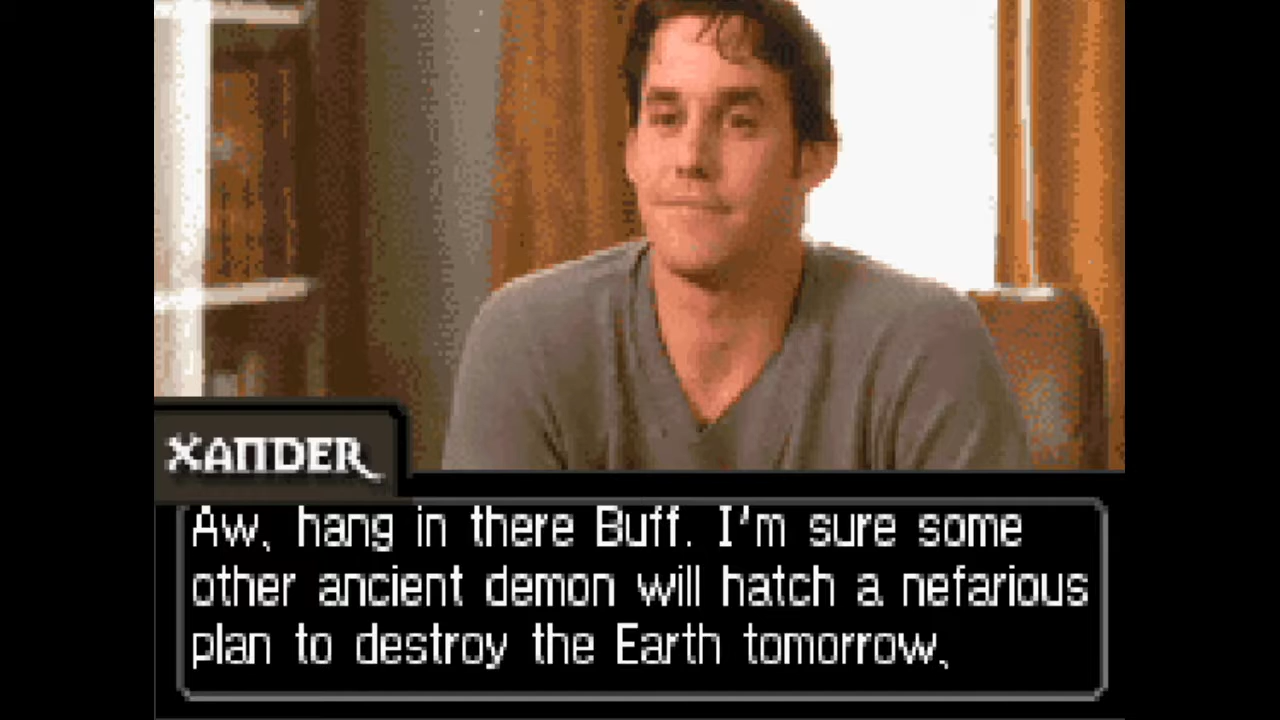 XANDER
Aw, hang in there Buff. I'm sure some
other ancient demon will hatch a nefarious
plan to destroy the Earth tomorrow.